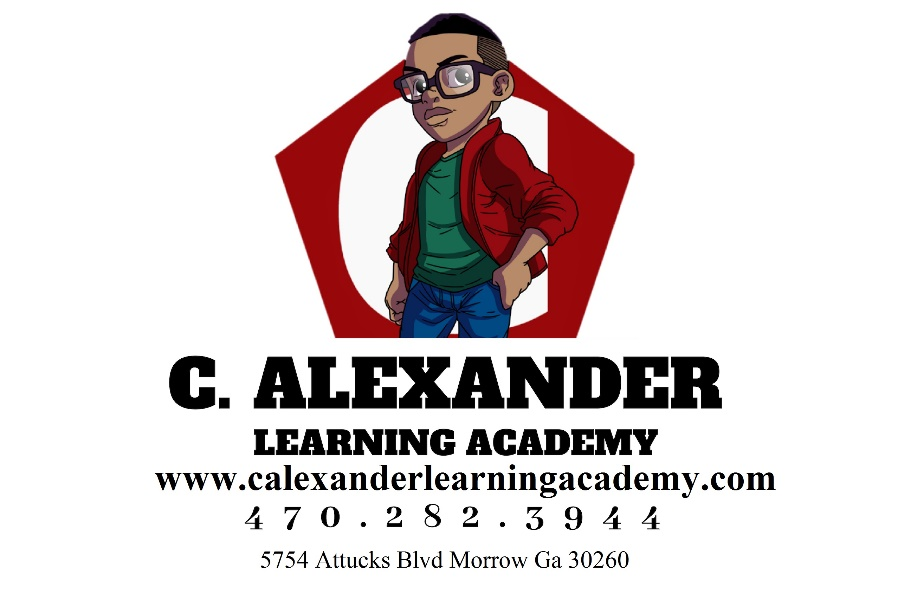 C. ALEXANDER
LEARNING ACADEMY
www.calexanderlearningacademy.com
470.282.3944
5754 Attucks Blvd Morrow Ga 30260